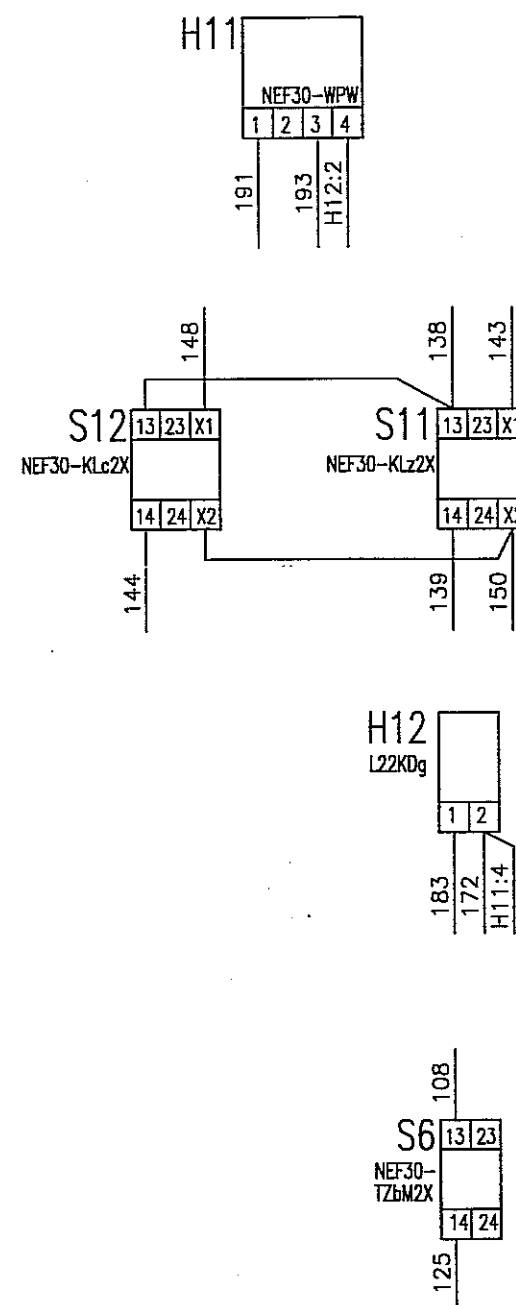 H11
NEF30-WPW
1 2 3 4
191
193
H12:2
148
138
143
S12
13 23 X1
NEF30-KLc2X
14 24 X2
144
S11
13 23 X1
NEF30-KLz2X
14 24 X2
139
150
H12
L22KDg
1 2
183
172
H11:4
108
S6
13 23
NEF30-
TZbM2X
14 24
125